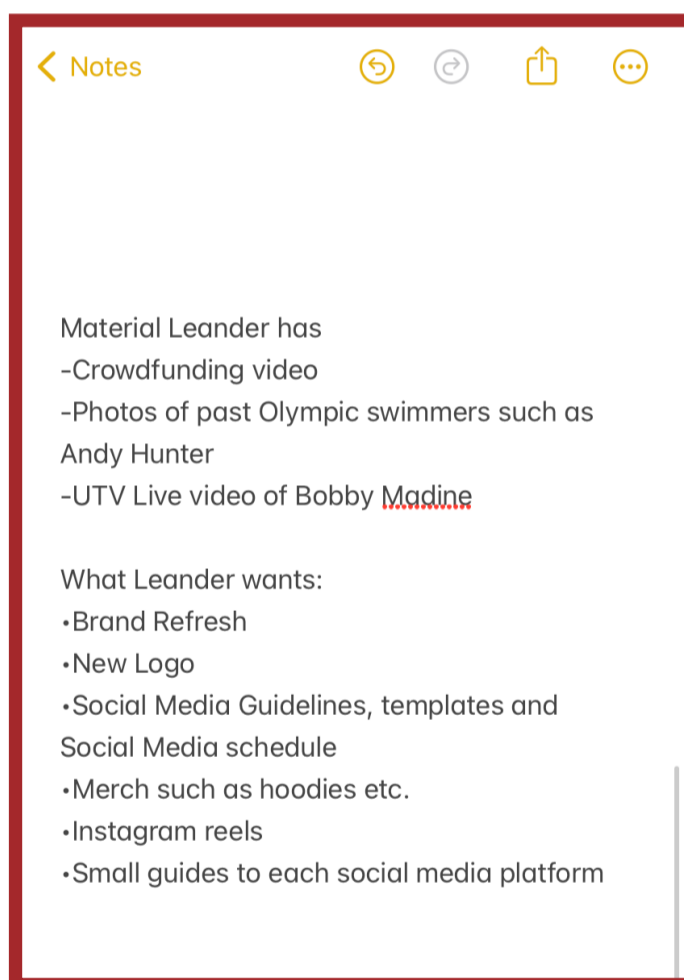 Notes
Material Leander has
-Crowdfunding video
-Photos of past Olympic swimmers such as
Andy Hunter
-UTV Live video of Bobby Madine
What Leander wants:
•Brand Refresh
•New Logo
•Social Media Guidelines, templates and
Social Media schedule
•Merch such as hoodies etc.
•Instagram reels
•Small guides to each social media platform